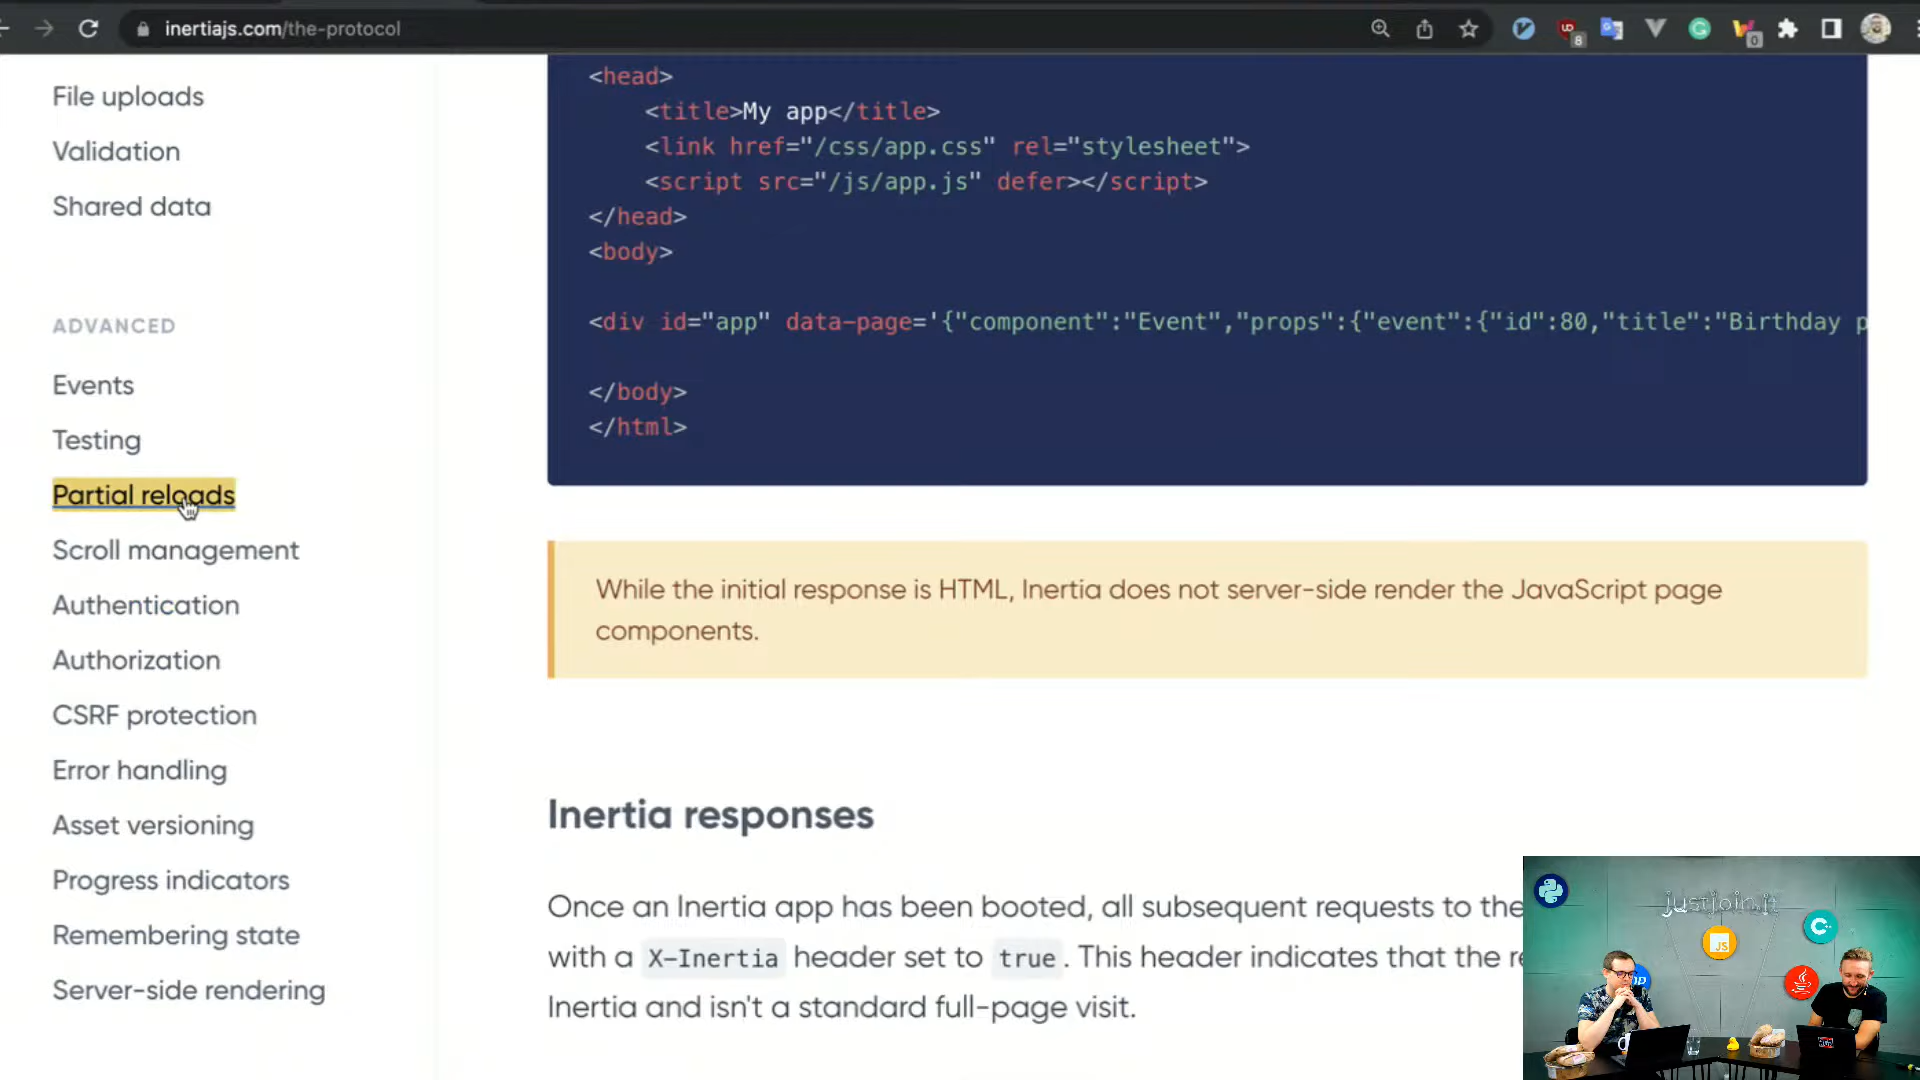 inertiajs.com/the-protocol
8
0
File uploads
Validation
Shared data
ADVANCED
Events
Testing
Partial reloads
Scroll management
Authentication
Authorization
CSRF protection
Error handling
Asset versioning
Progress indicators
Remembering state
Server-side rendering
<head>
<title>My app</title>
<link href="/css/app.css" rel="stylesheet">
<script src="/js/app.js" defer></script>
</head>
<body>
<div id="app" data-page='{"component":"Event","props":{"event":{"id":80,"title":"Birthday p
</body>
</html>
While the initial response is HTML, Inertia does not server-side render the JavaScript page
components.
Inertia responses
Once an Inertia app has been booted, all subsequent requests to the
with a X-Inertia header set to true. This header indicates that the re
Inertia and isn't a standard full-page visit.
justjoin.it
JS
C